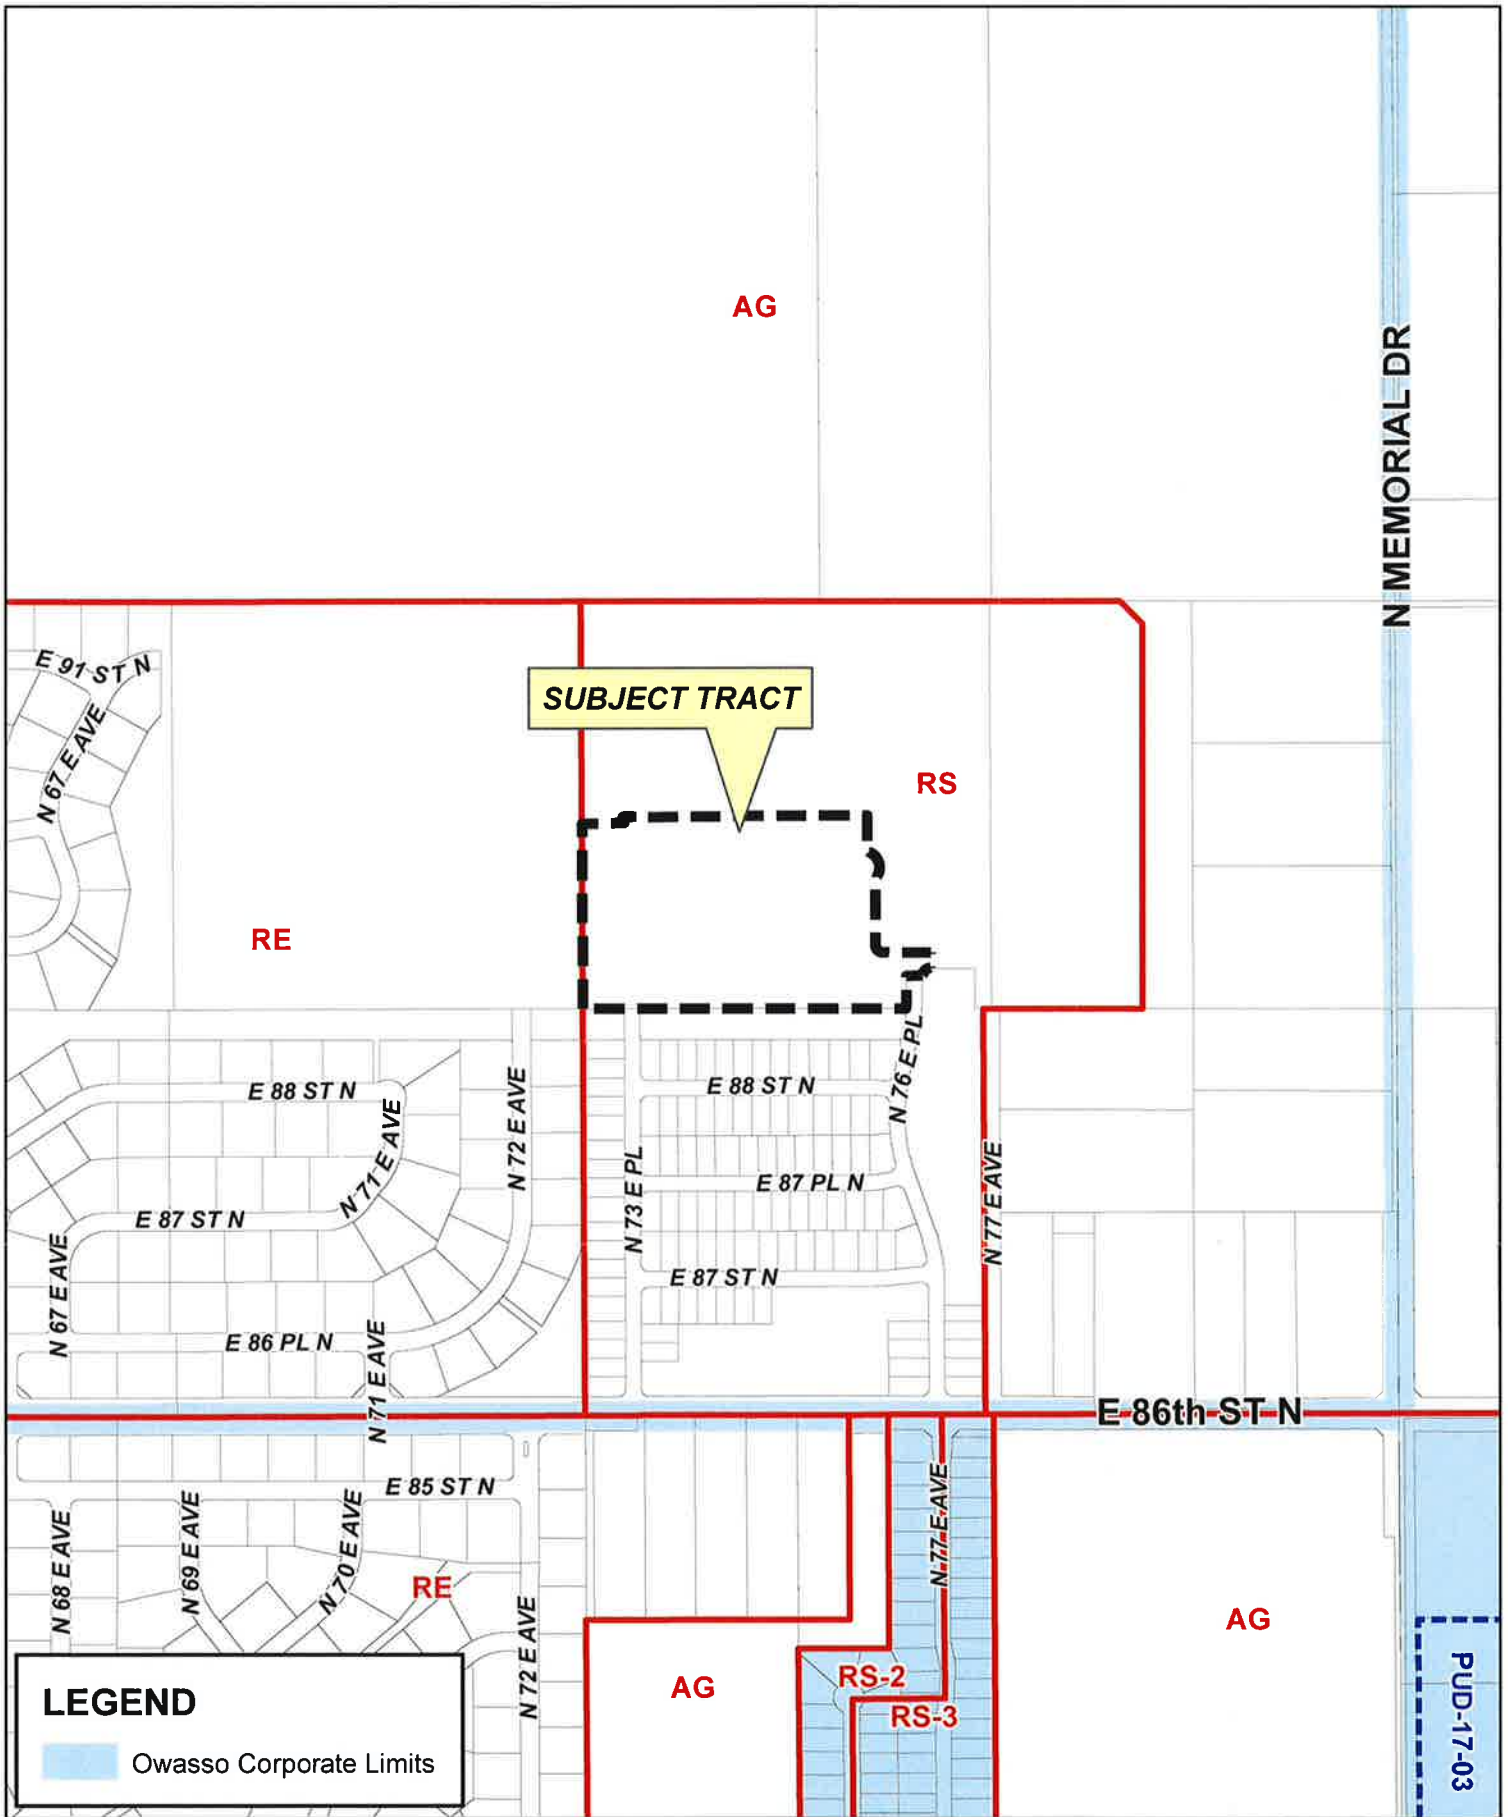 AG
N MEMORIAL DR
E 91 ST N
SUBJECT TRACT
N 67 E AVE
RS
RE
N 76 E PL
E 88 ST N
E 88 ST N
N 72 E AVE
N 71 E AVE
N 73 E PL
E 87 PL N
N 77 E AVE
E 87 ST N
N 67 E AVE
E 87 ST N
E 86 PL N
N 71 E AVE
E 86th ST N
E 85 ST N
N 68 E AVE
N 69 E AVE
N 70 E AVE
N 77 E AVE
RE
N 72 E AVE
AG
AG
RS-2
RS-3
PUD-17-03
LEGEND
Owasso Corporate Limits